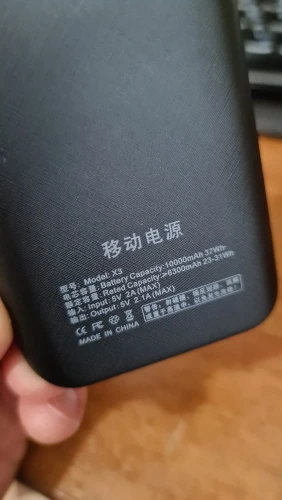 移动电源
型号: Model: X3
电芯容量: Battery Capacity:10000mAh 37Wh-
额定容量: Rated Capacity:≥6300mAh 23-31Wh
输入: Input: 5V 2A (MAX)
输出: Output: 5V 2.1A (MAX)
CE FC
MADE IN CHINA